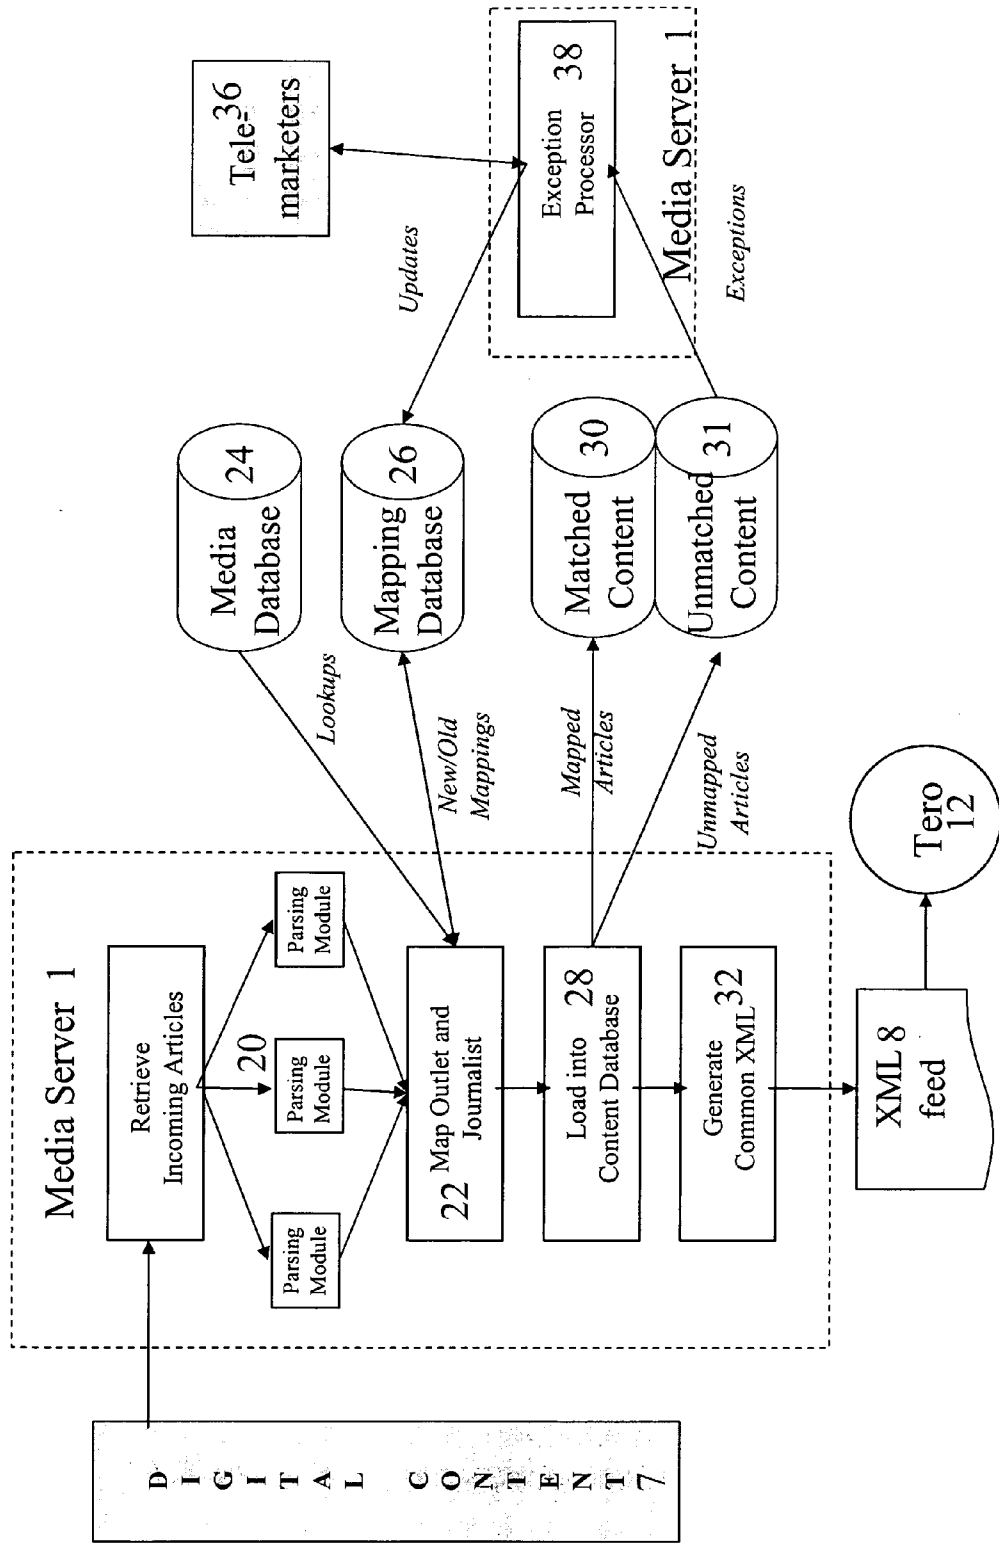 DIGITAL CONTENT 7
Media Server 1
Retrieve
Incoming Articles
20
Parsing
Module
Parsing
Module
Parsing
Module
22 Map Outlet and
Journalist
Load into 28
Content Database
Generate 32
Common XML
XML 8
feed
Tero
12
Lookups
New/Old
Mappings
Mapped
Articles
Unmapped
Articles
Media 24
Database
Mapping 26
Database
Matched 30
Content
Unmatched 31
Content
Updates
Exceptions
Tele- 36
marketers
Exception 38
Processor
Media Server 1